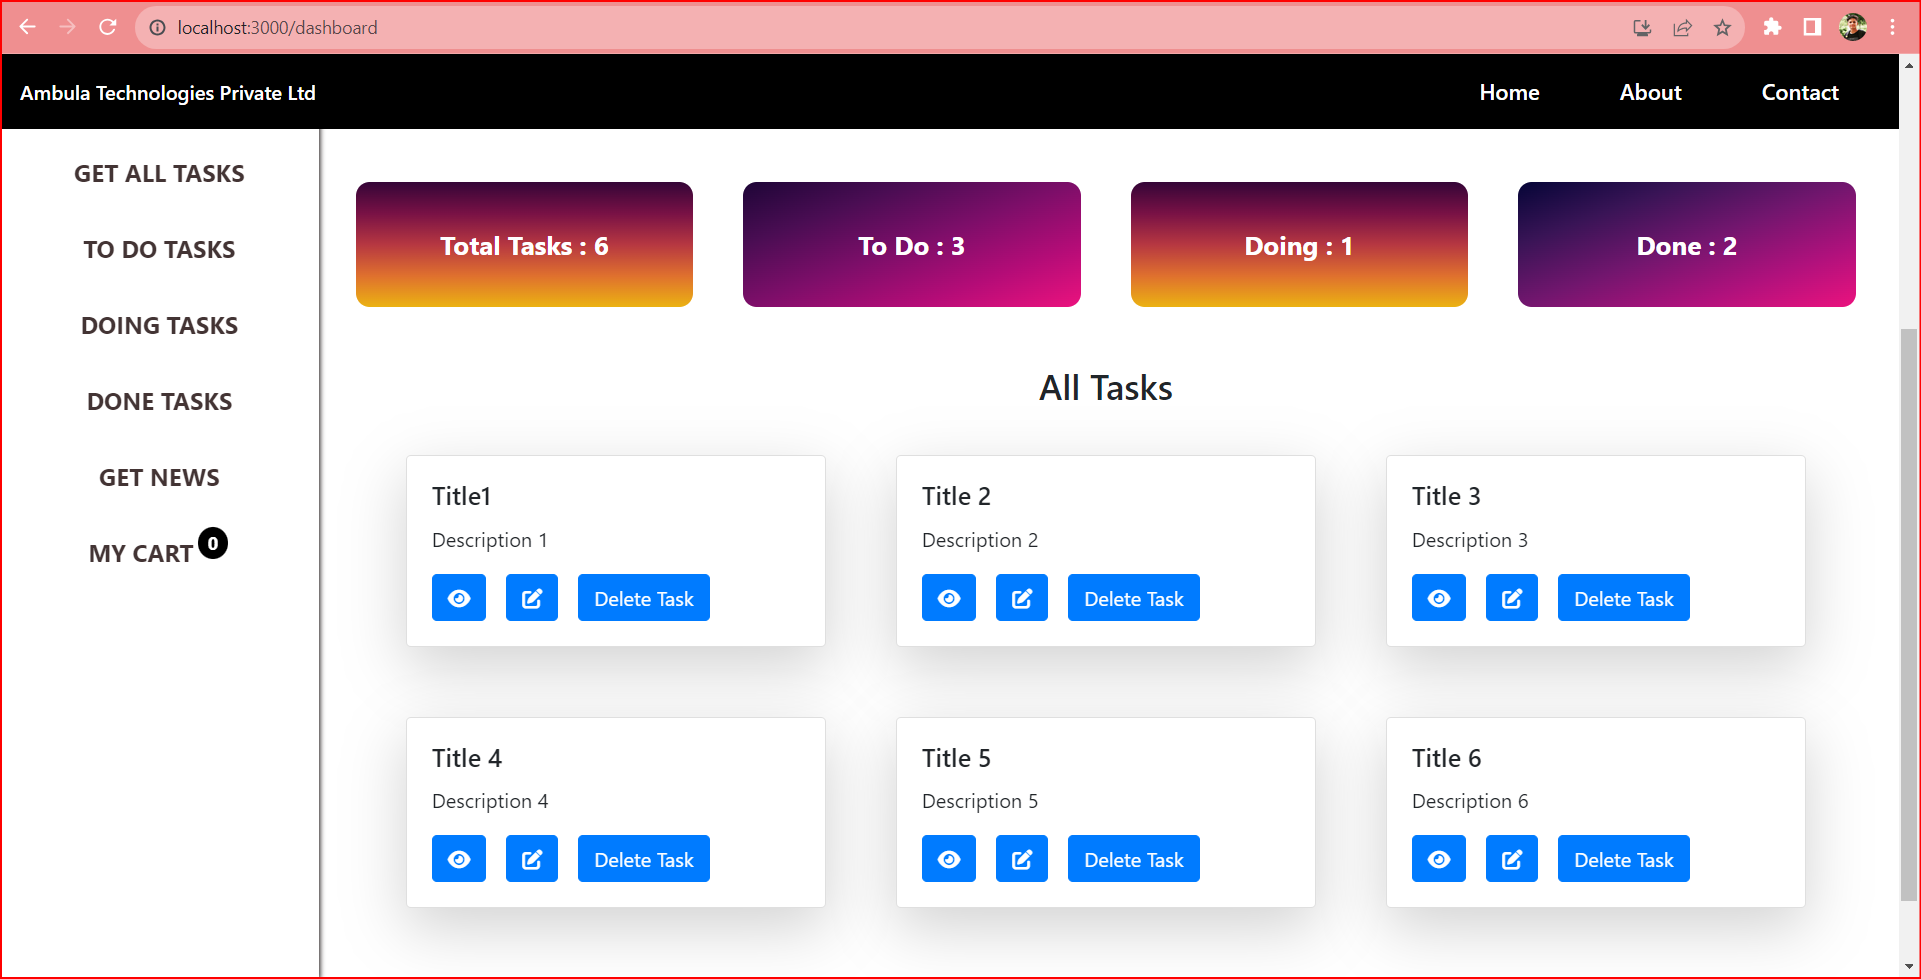 localhost:3000/dashboard
Ambula Technologies Private Ltd
Home About Contact
GET ALL TASKS
TO DO TASKS
DOING TASKS
DONE TASKS
GET NEWS
MY CART 0
Total Tasks : 6
To Do : 3
Doing : 1
Done : 2
All Tasks
Title1
Description 1
Delete Task
Title 2
Description 2
Delete Task
Title 3
Description 3
Delete Task
Title 4
Description 4
Delete Task
Title 5
Description 5
Delete Task
Title 6
Description 6
Delete Task